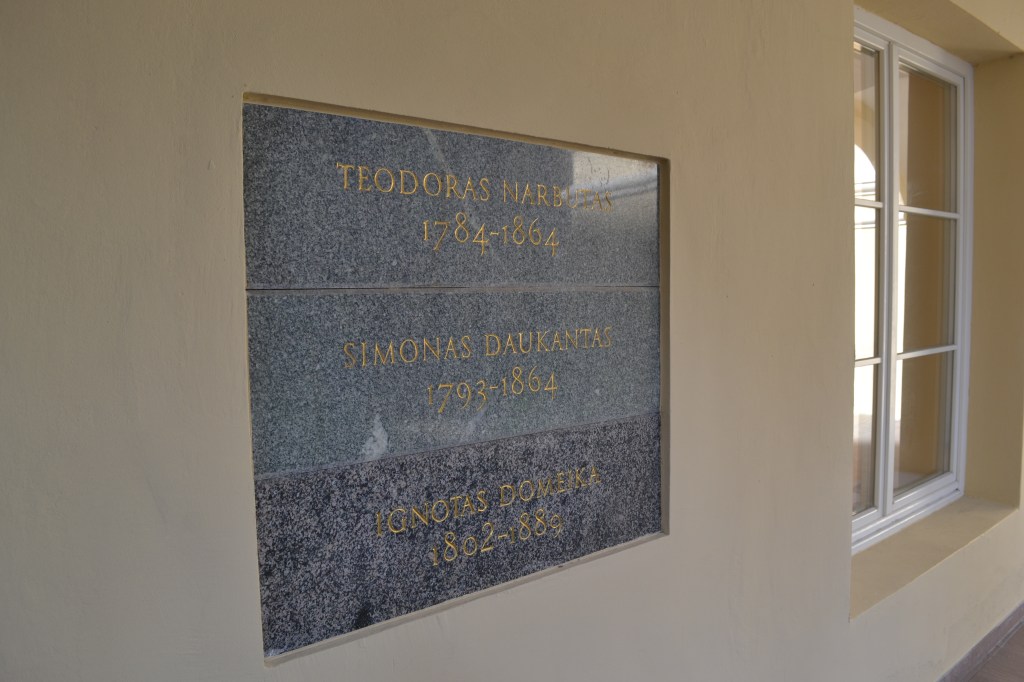 TEODORAS NARBUTAS
1784-1864
SIMONAS DAUKANTAS
1793-1864
IGNOTAS DOMEIKA
1802-1889